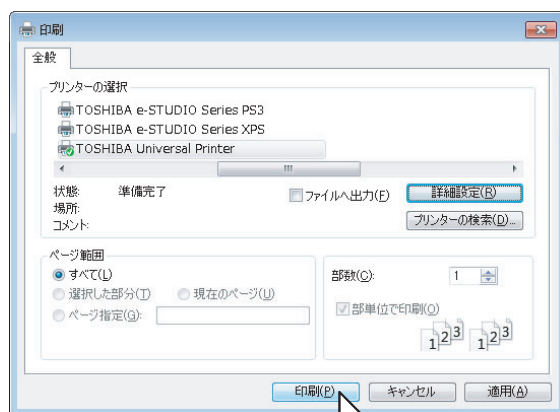 印刷
全般
プリンターの選択
TOSHIBA e-STUDIO Series PS3
TOSHIBA e-STUDIO Series XPS
TOSHIBA Universal Printer
状態: 準備完了 ファイルへ出力(F) 詳細設定(R)
場所: プリンターの検索(D)...
コメント:
ページ範囲
すべて(L) 部数(C): 1
選択した部分(T) 現在のページ(U)
ページ指定(G): 部単位で印刷(O)
1 2 3 1 2 3
印刷(P) キャンセル 適用(A)